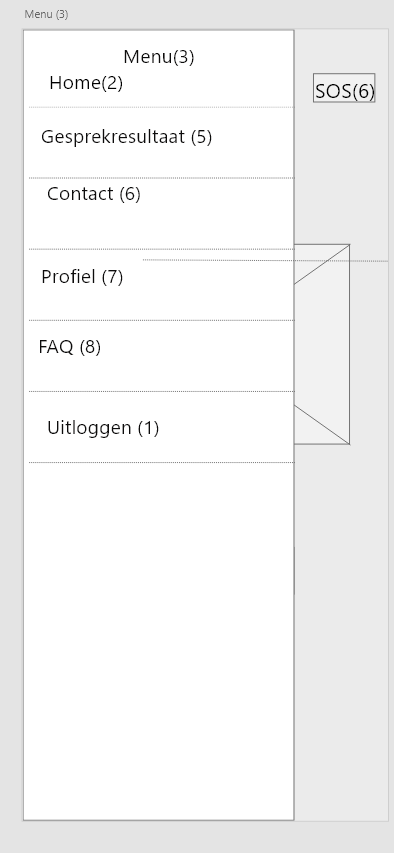 Menu (3)
Menu(3)
Home(2)
SOS(6)
Gesprekresultaat (5)
Contact (6)
Profiel (7)
FAQ (8)
Uitloggen (1)